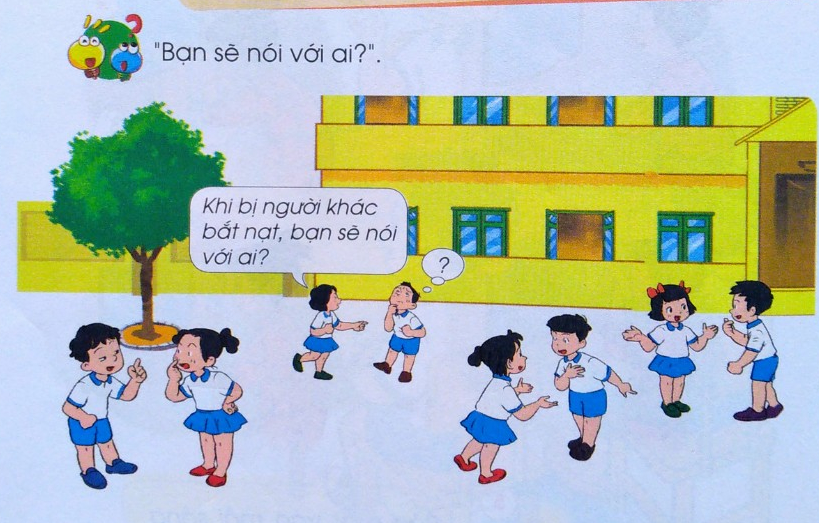 "Bạn sẽ nói với ai?".
Khi bị người khác
bắt nạt, bạn sẽ nói
với ai?
?